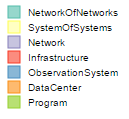 NetworkOfNetworks
SystemOfSystems
Network
Infrastructure
ObservationSystem
DataCenter
Program